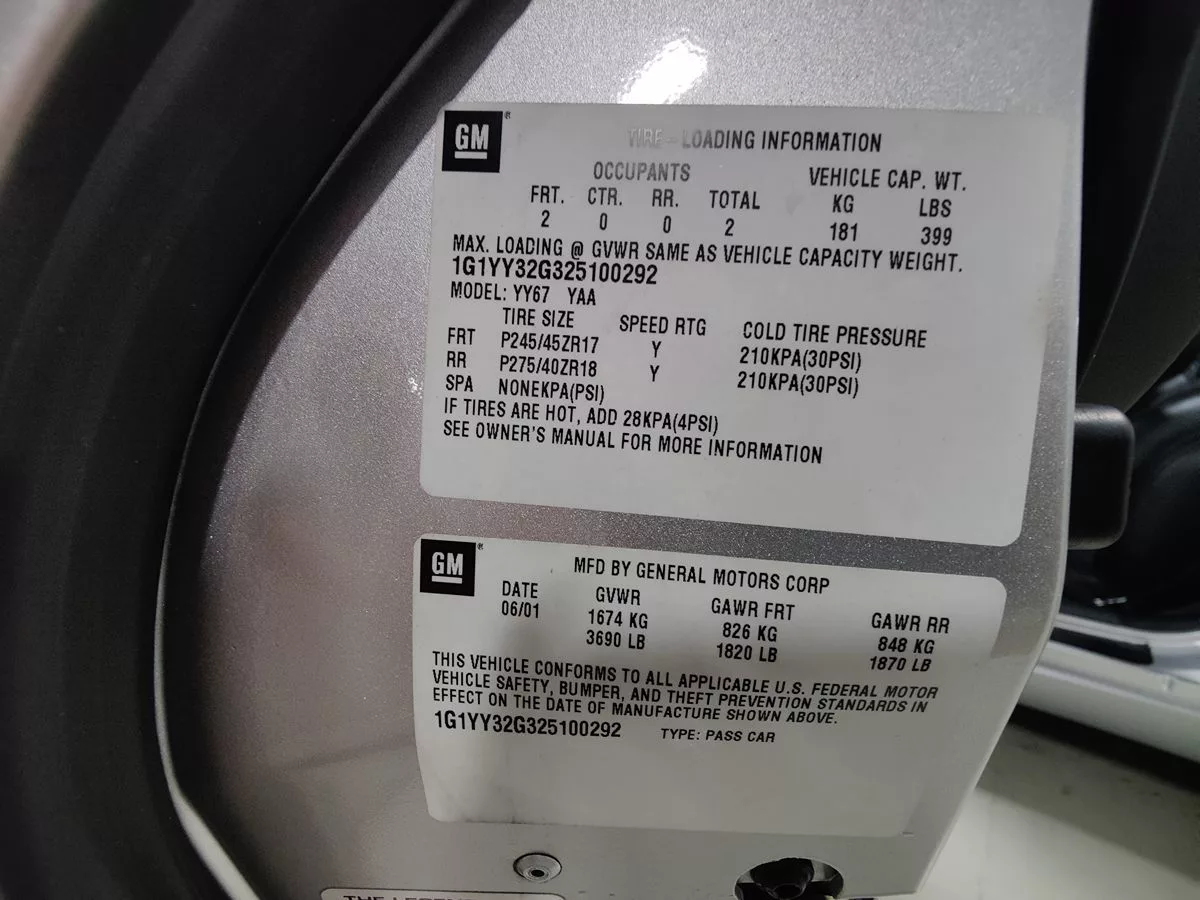 GM®
TIRE - LOADING INFORMATION
OCCUPANTS VEHICLE CAP. WT.
FRT. CTR. RR. TOTAL KG LBS
2 0 0 2 181 399
MAX. LOADING @ GVWR SAME AS VEHICLE CAPACITY WEIGHT.
1G1YY32G325100292
MODEL: YY67 YAA
TIRE SIZE SPEED RTG COLD TIRE PRESSURE
FRT P245/45ZR17 Y 210KPA(30PSI)
RR P275/40ZR18 Y 210KPA(30PSI)
SPA NONEKPA(PSI)
IF TIRES ARE HOT, ADD 28KPA(4PSI)
SEE OWNER'S MANUAL FOR MORE INFORMATION
GM®
MFD BY GENERAL MOTORS CORP
DATE GVWR GAWR FRT GAWR RR
06/01 1674 KG 826 KG 848 KG
3690 LB 1820 LB 1870 LB
THIS VEHICLE CONFORMS TO ALL APPLICABLE U.S. FEDERAL MOTOR
VEHICLE SAFETY, BUMPER, AND THEFT PREVENTION STANDARDS IN
EFFECT ON THE DATE OF MANUFACTURE SHOWN ABOVE.
1G1YY32G325100292 TYPE: PASS CAR
THE